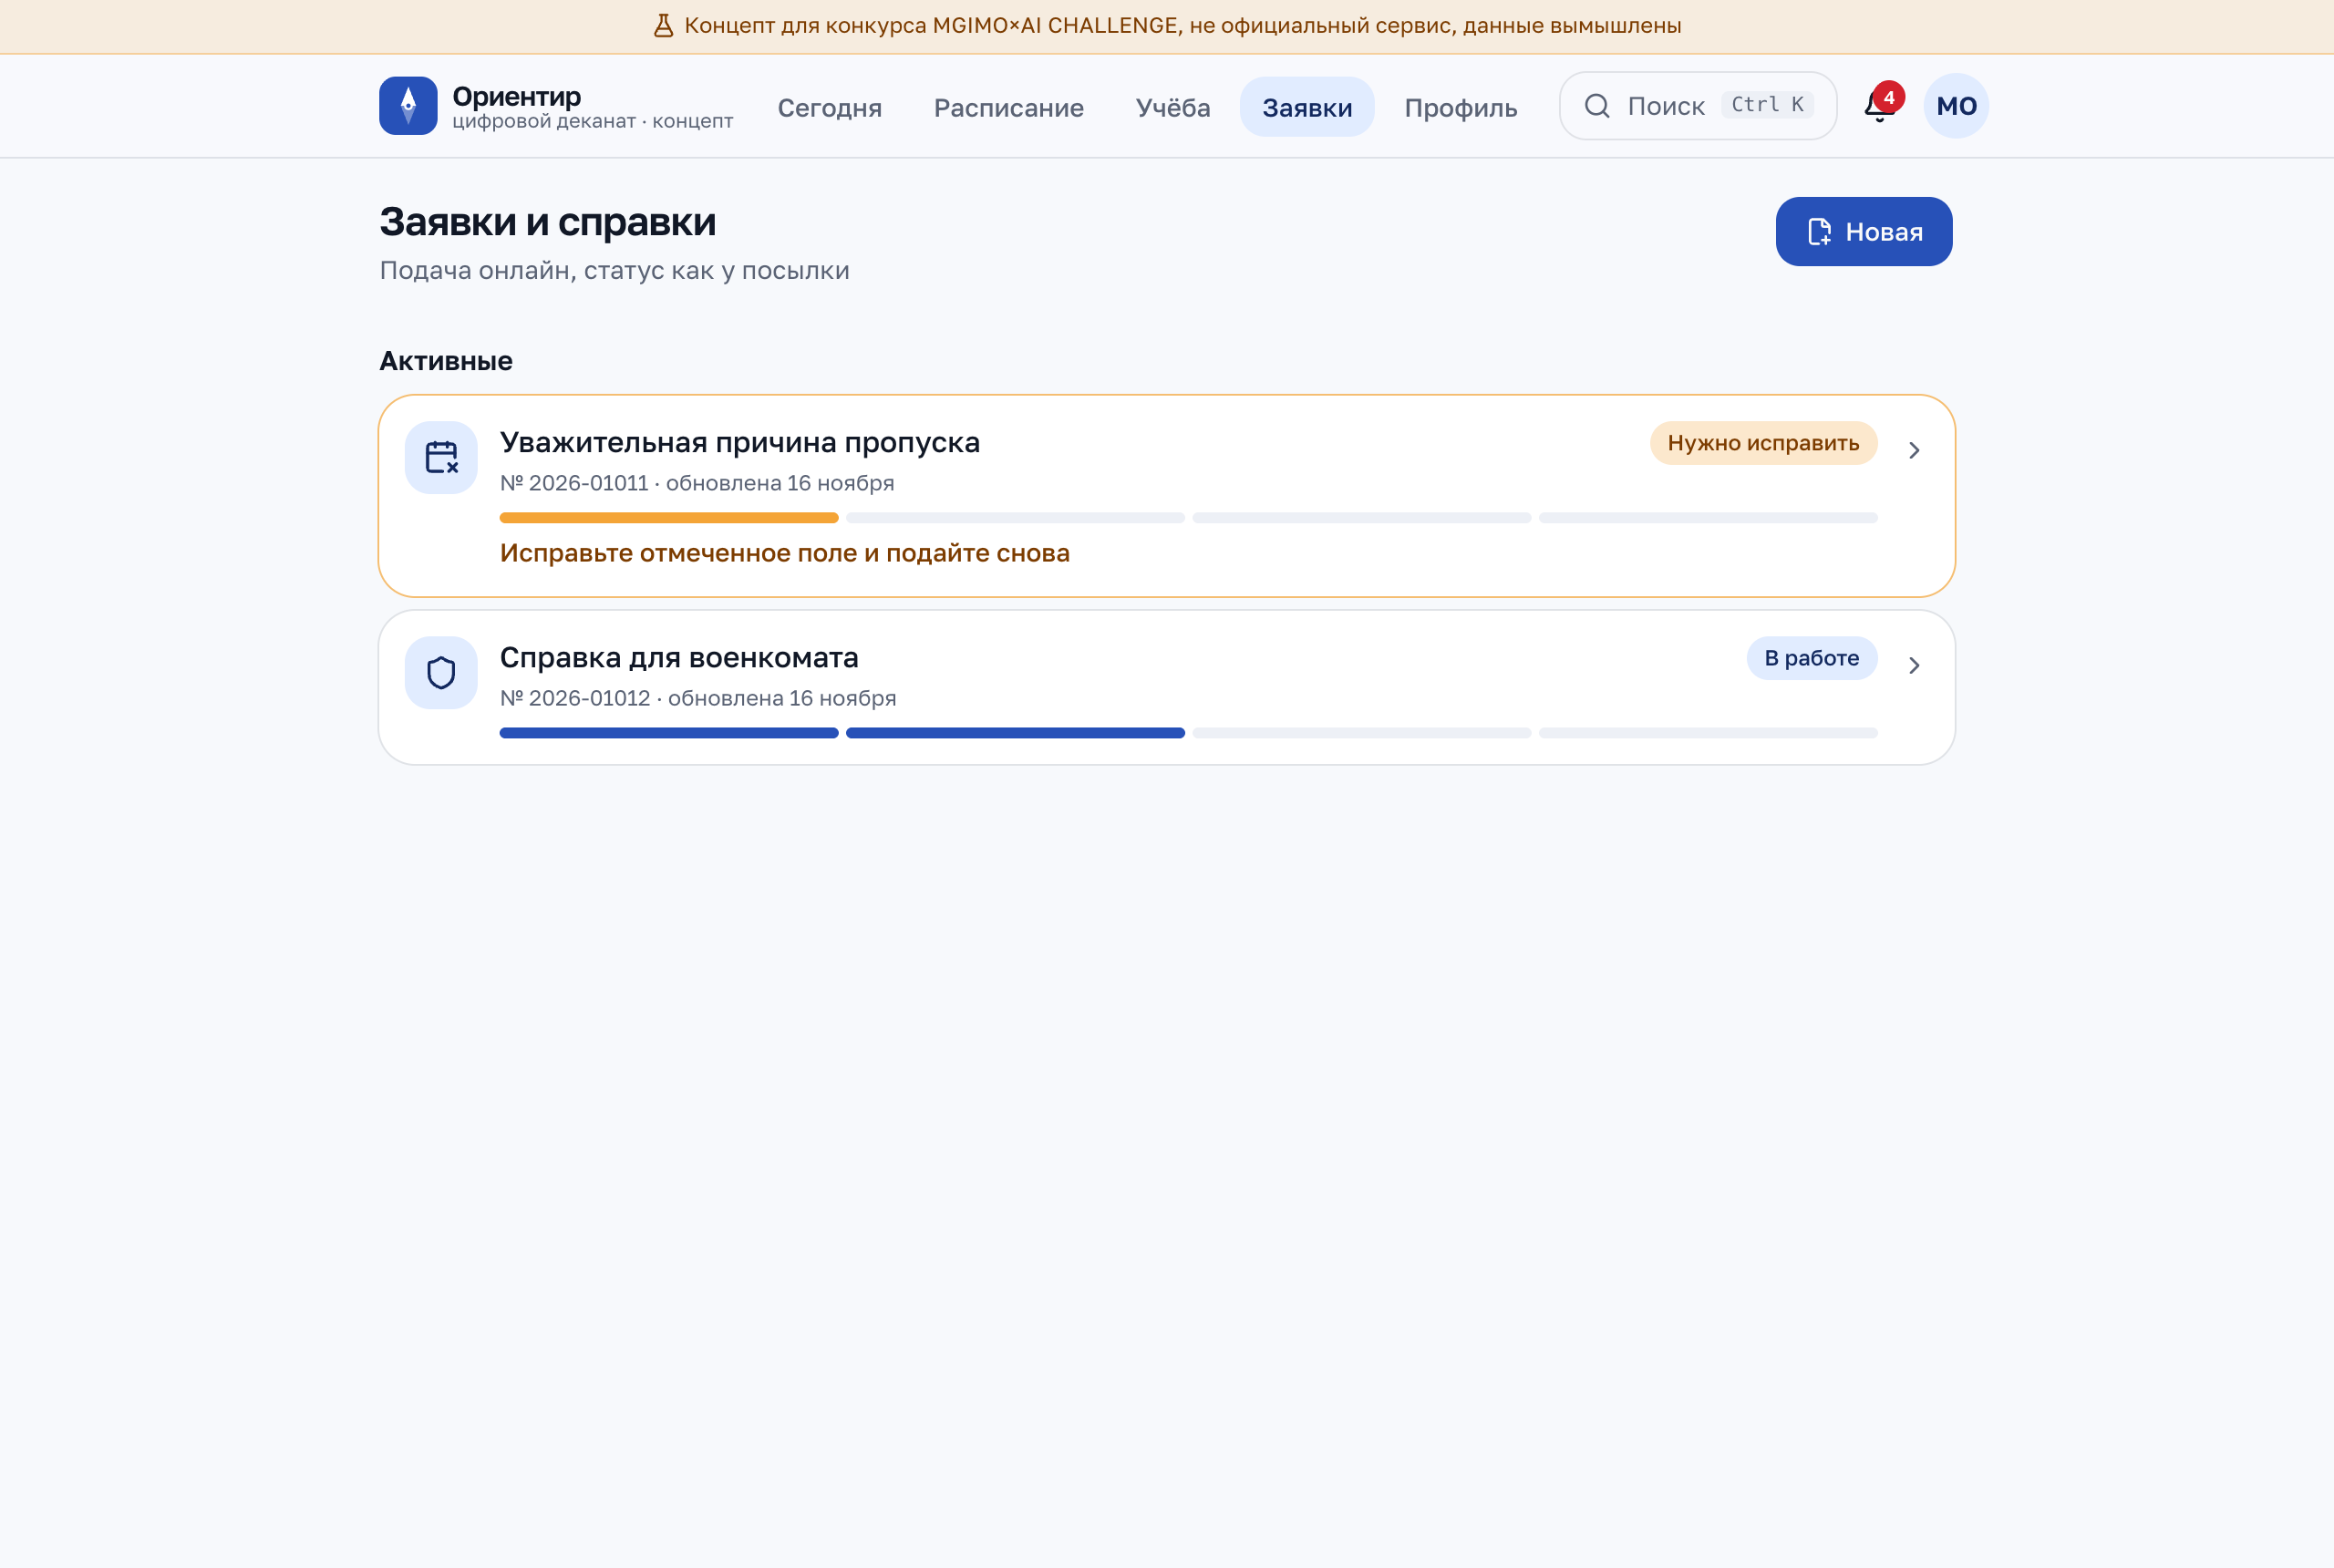 Концепт для конкурса MGIMO×AI CHALLENGE, не официальный сервис, данные вымышлены
Ориентир
цифровой деканат · концепт
Сегодня
Расписание
Учёба
Заявки
Профиль
Поиск
Ctrl K
4
МО
Заявки и справки
Подача онлайн, статус как у посылки
Новая
Активные
Уважительная причина пропуска
Нужно исправить
№ 2026-01011 · обновлена 16 ноября
Исправьте отмеченное поле и подайте снова
Справка для военкомата
В работе
№ 2026-01012 · обновлена 16 ноября